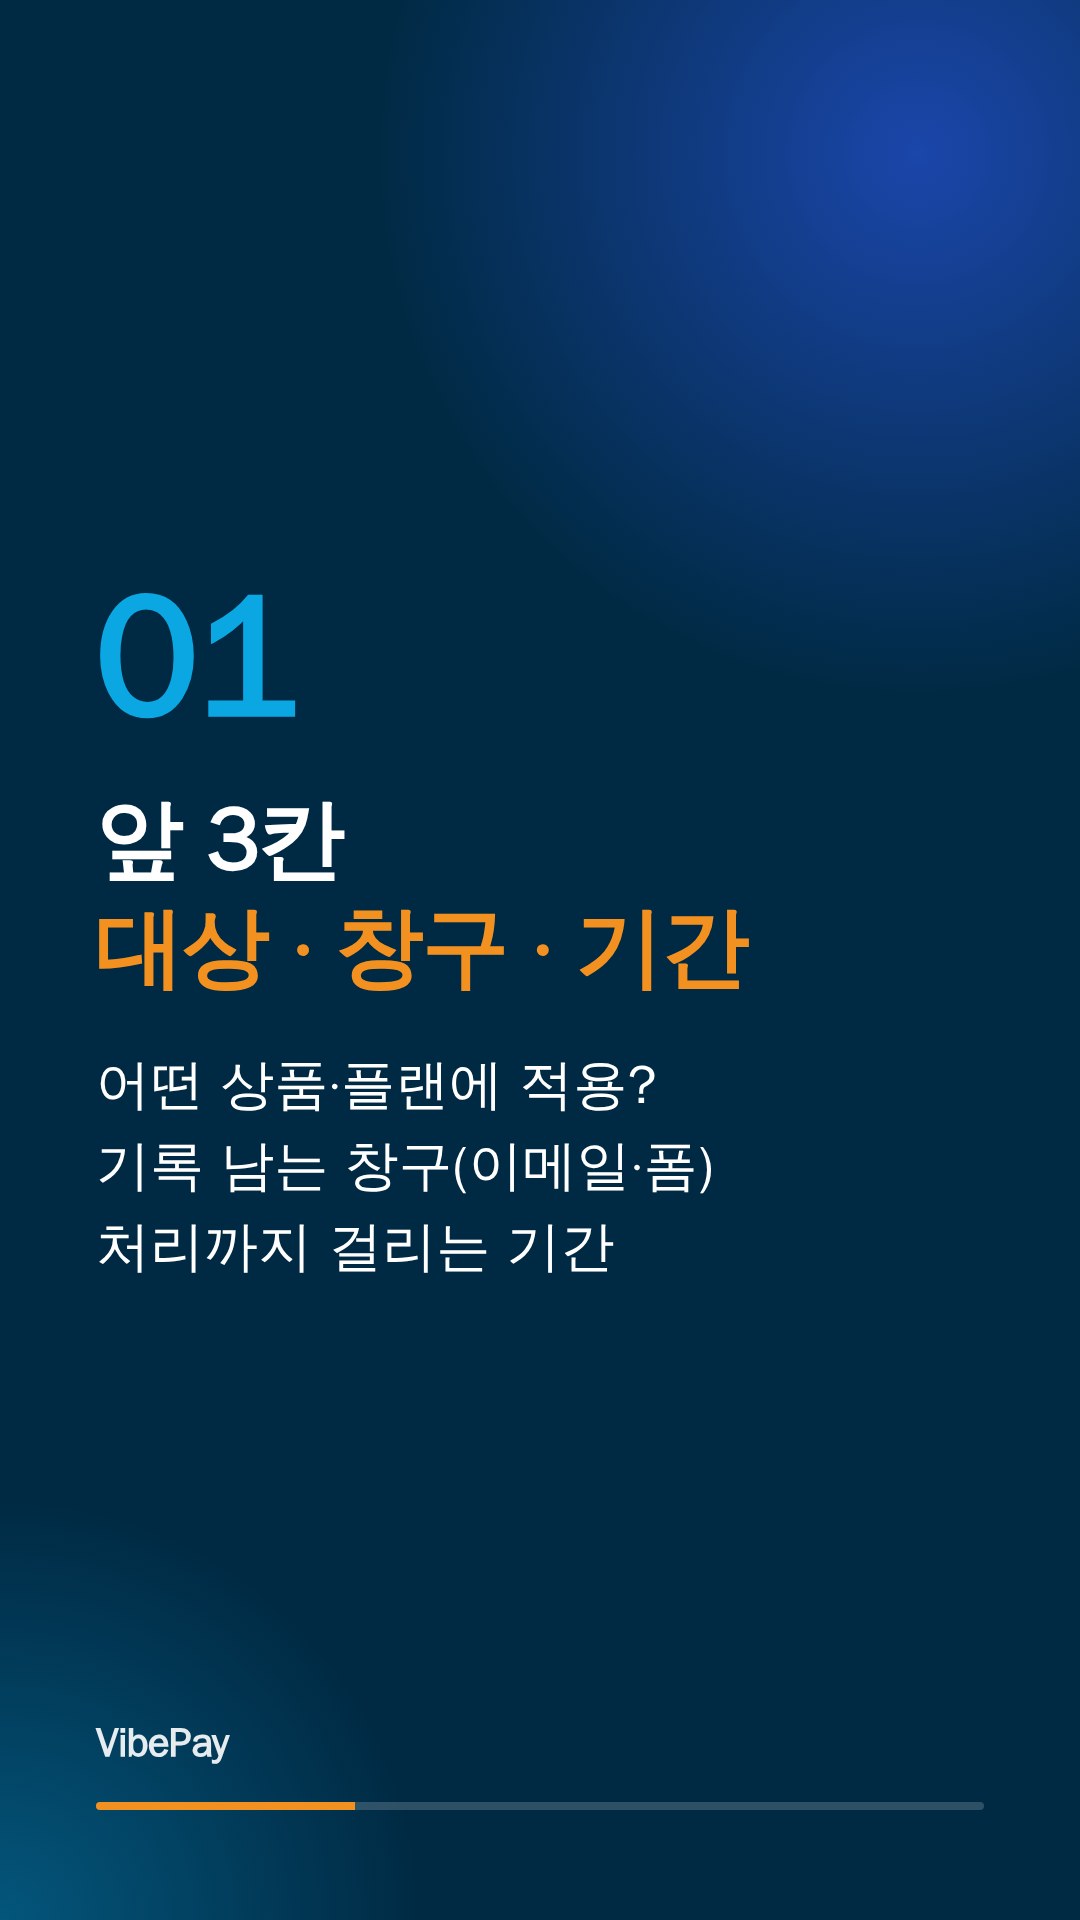 01
앞 3칸
대상 · 창구 · 기간
어떤 상품·플랜에 적용?
기록 남는 창구(이메일·폼)
처리까지 걸리는 기간
VibePay